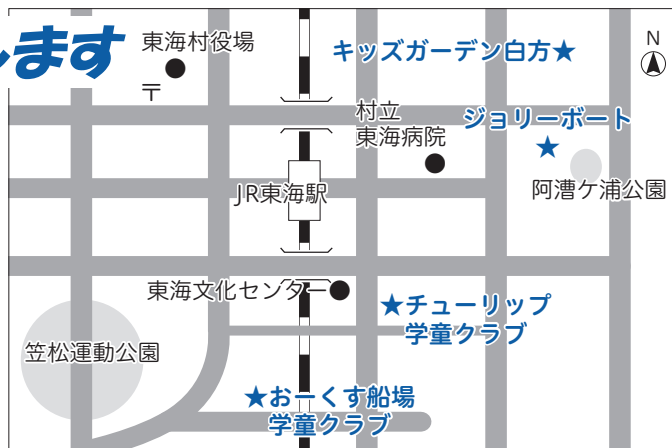 します
東海村役場
〒
キッズガーデン白方★
N
村立
東海病院
ジョリーボート
★
阿漕ケ浦公園
JR東海駅
東海文化センター
★チューリップ
学童クラブ
笠松運動公園
★おーくす船場
学童クラブ